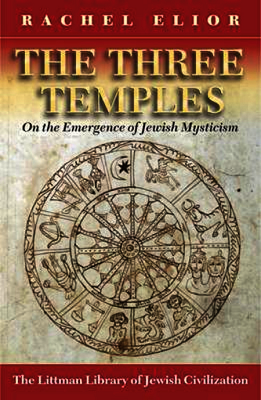 RACHEL ELIOR
THE THREE
TEMPLES
On the Emergence of Jewish Mysticism
The Littman Library of Jewish Civilization